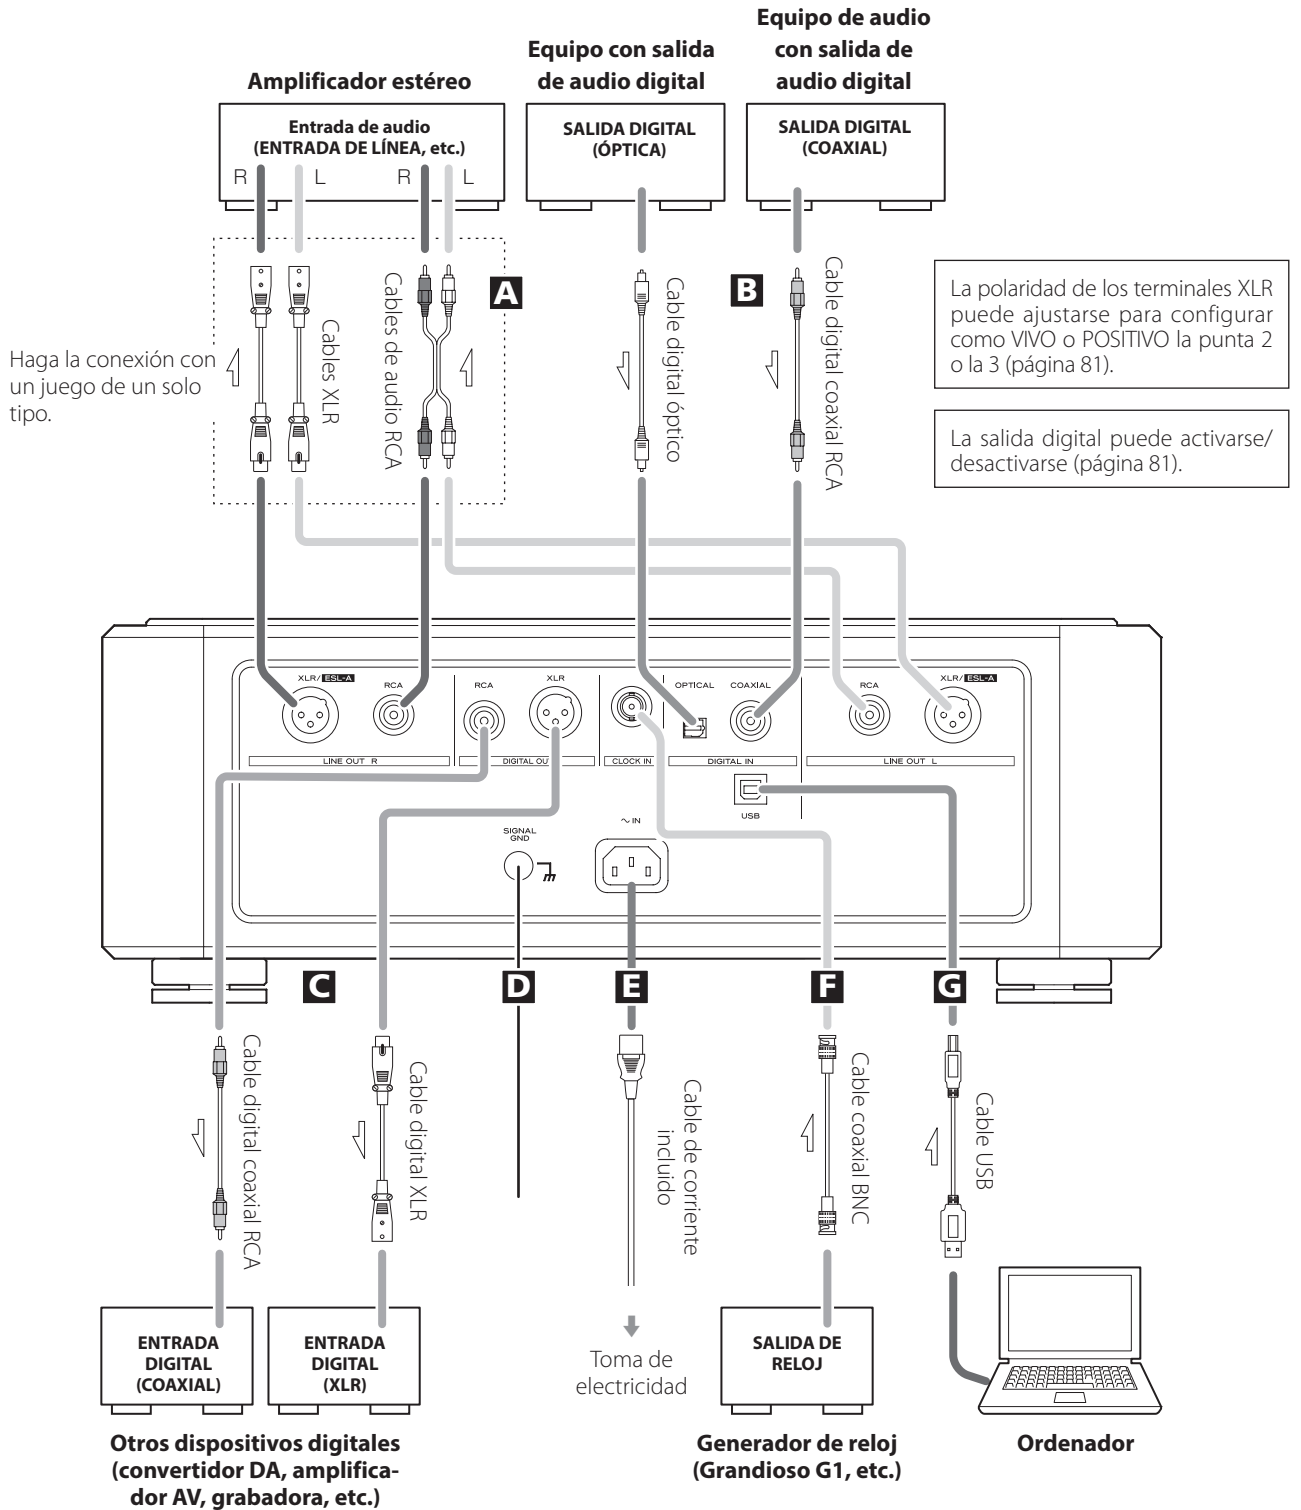 Amplificador estéreo
Entrada de audio
(ENTRADA DE LÍNEA, etc.)
R
L
R
L
Equipo con salida
de audio digital
SALIDA DIGITAL
(ÓPTICA)
Equipo de audio
con salida de
audio digital
SALIDA DIGITAL
(COAXIAL)
Haga la conexión con
un juego de un solo
tipo.
Cables XLR
Cables de audio RCA
A
Cable digital óptico
B
Cable digital coaxial RCA
La polaridad de los terminales XLR
puede ajustarse para configurar
como VIVO o POSITIVO la punta 2
o la 3 (página 81).
La salida digital puede activarse/
desactivarse (página 81).
XLR/ESL-A
RCA
LINE OUT R
RCA
XLR
DIGITAL OUT
CLOCK IN
OPTICAL
COAXIAL
DIGITAL IN
USB
RCA
XLR/ESL-A
LINE OUT L
SIGNAL
GND
~ IN
C
D
E
F
G
Cable digital coaxial RCA
Cable digital XLR
Cable de corriente
incluido
Cable coaxial BNC
Cable USB
ENTRADA
DIGITAL
(COAXIAL)
ENTRADA
DIGITAL
(XLR)
Otros dispositivos digitales
(convertidor DA, amplifica-
dor AV, grabadora, etc.)
Toma de
electricidad
SALIDA DE
RELOJ
Generador de reloj
(Grandioso G1, etc.)
Ordenador